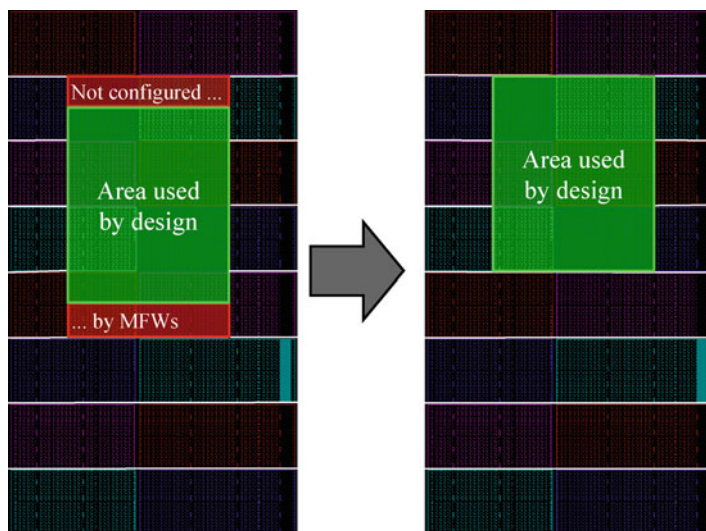 Not configured ...
Area used
by design
... by MFWs
Area used
by design